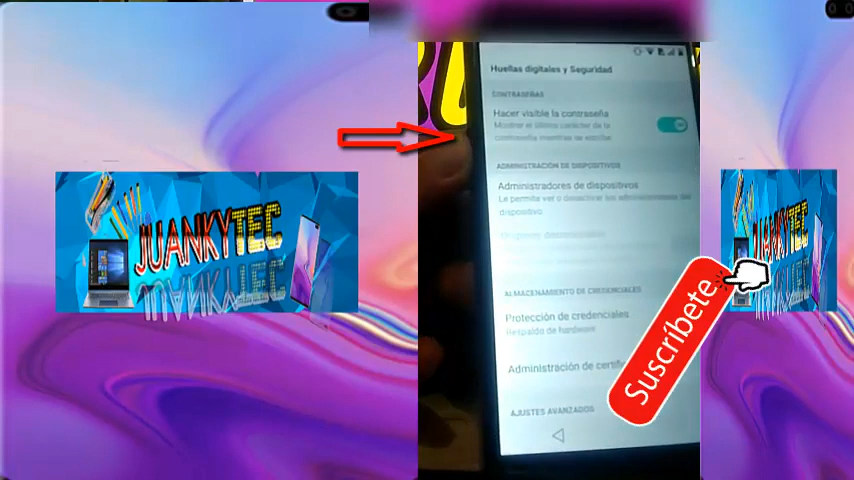 Huellas digitales y Seguridad
CONTRASEÑAS
Hacer visible la contraseña
Mostrar el último carácter de la
contraseña mientras se escribe
ADMINISTRACIÓN DE DISPOSITIVOS
Administradores de dispositivos
Le permite ver o desactivar los administradores del
dispositivo
ALMACENAMIENTO DE CREDENCIALES
Protección de credenciales
Respaldo de hardware
Administración de
AJUSTES AVANZADOS
JUANKYTEC
Suscríbete
JUANKYTEC